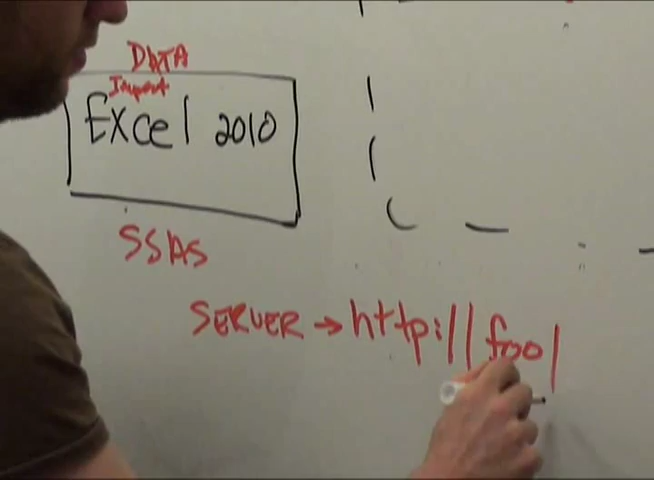 DATA
Import
Excel 2010
SSAS
SERVER → http://foo/